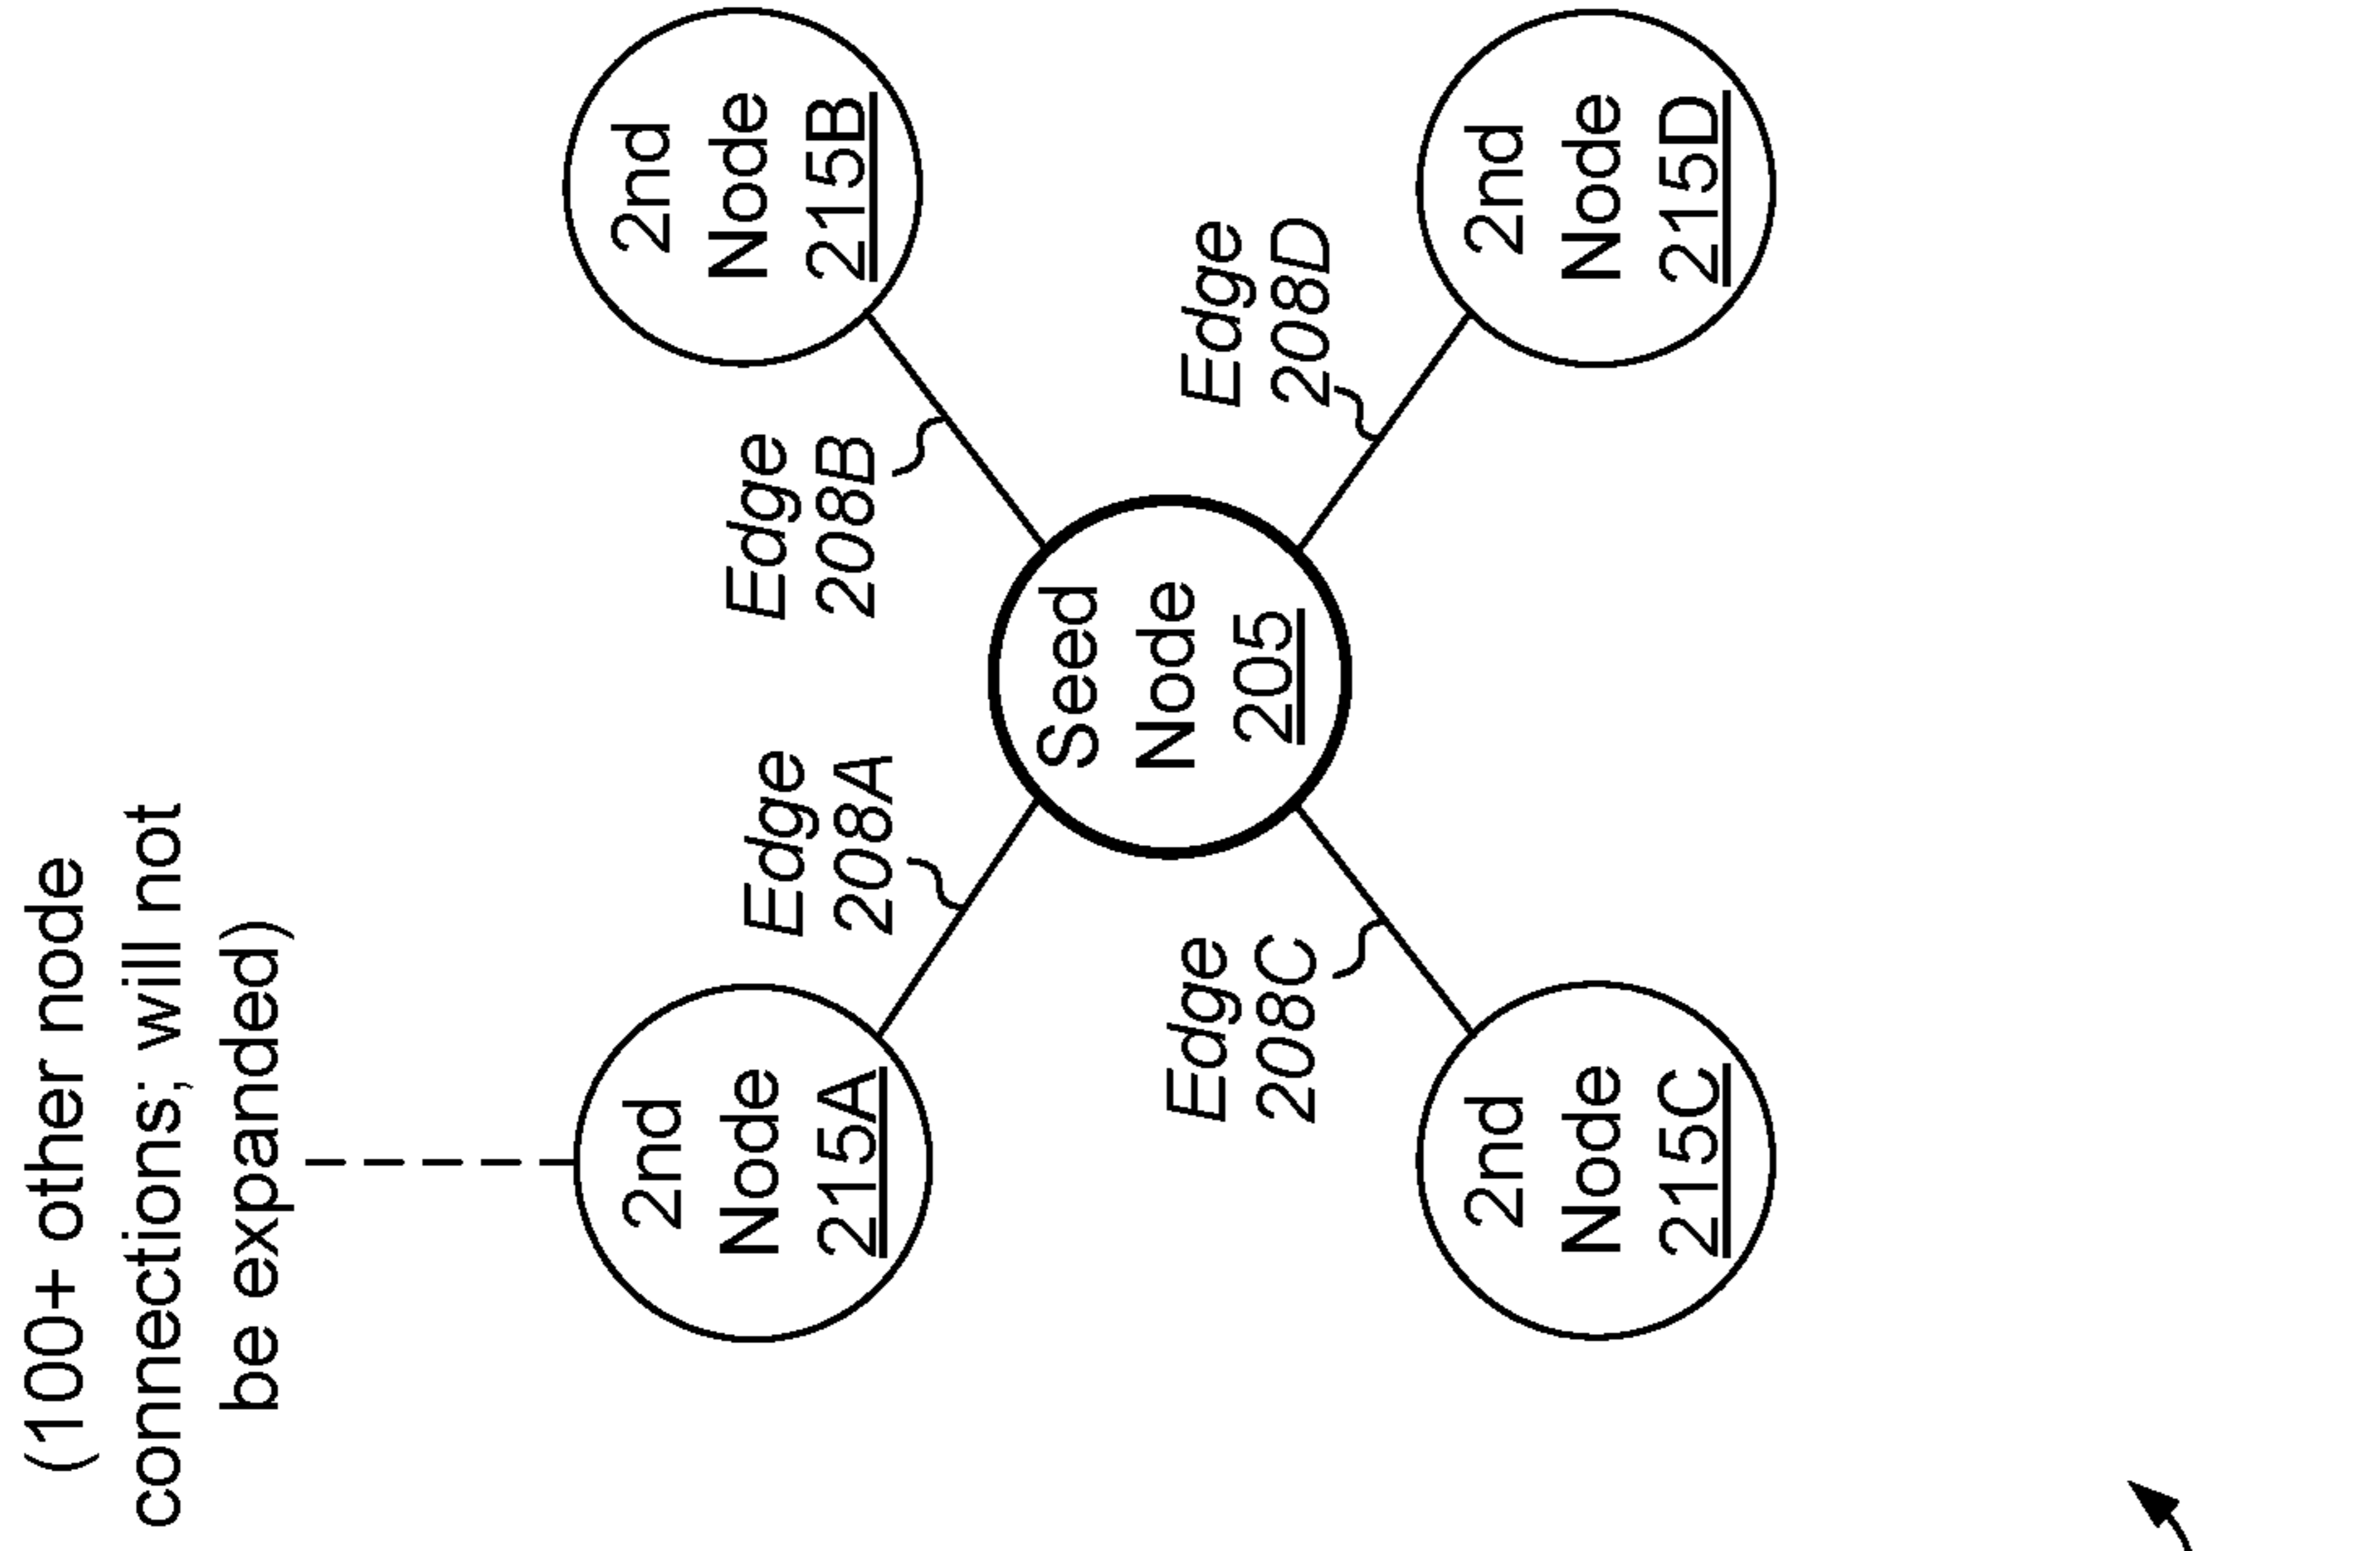 (100+ other node
connections; will not
be expanded)
2nd
Node
215A
Edge
208A
Edge
208B
2nd
Node
215B
Seed
Node
205
2nd
Node
215C
Edge
208C
Edge
208D
2nd
Node
215D